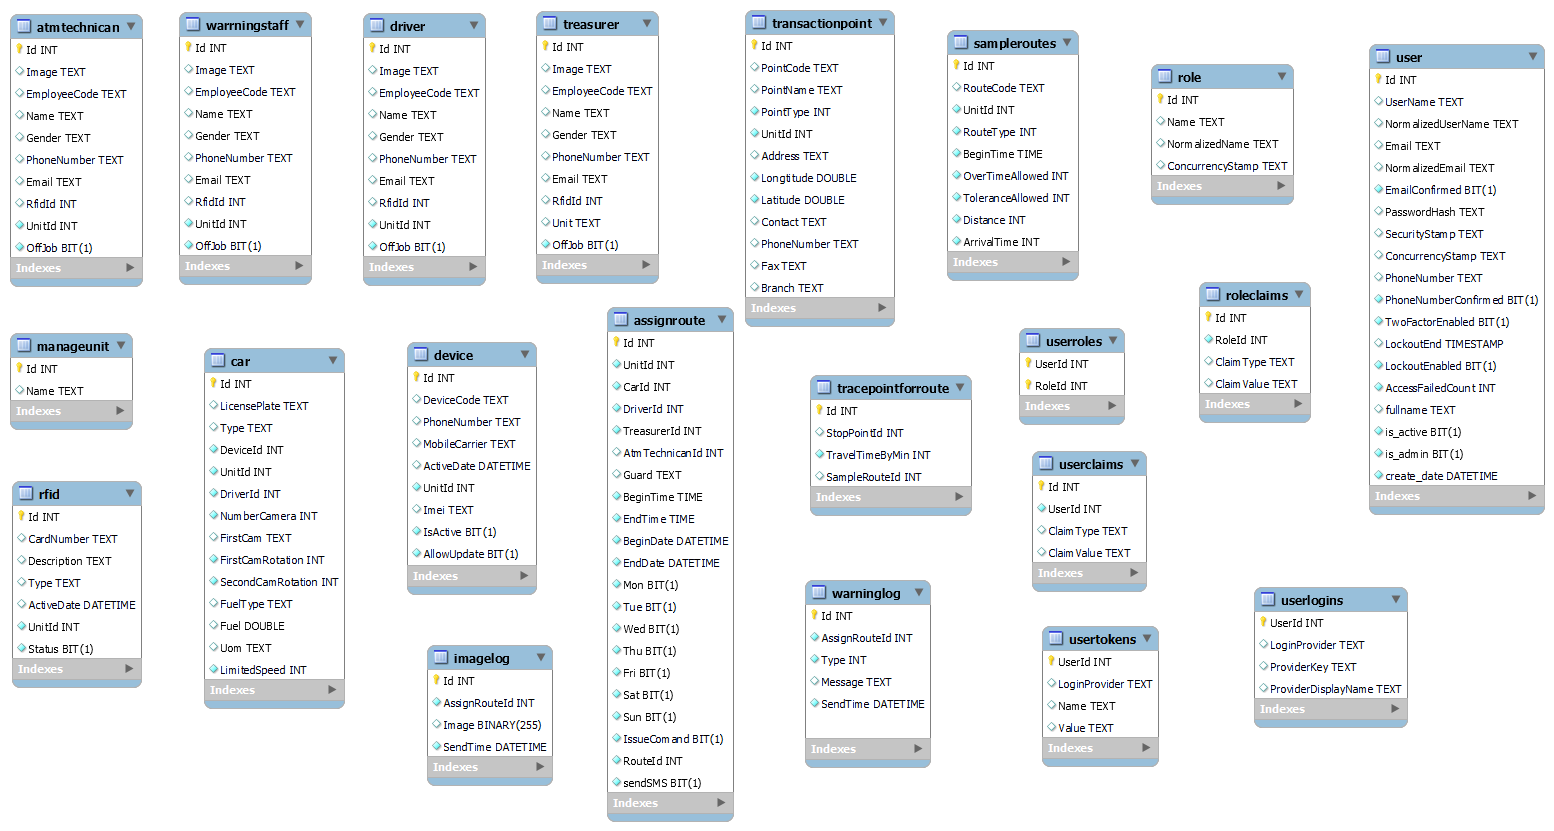 atmtechnican
Id INT
Image TEXT
EmployeeCode TEXT
Name TEXT
Gender TEXT
PhoneNumber TEXT
Email TEXT
RfidId INT
UnitId INT
OffJob BIT(1)
Indexes
warrningstaff
Id INT
Image TEXT
EmployeeCode TEXT
Name TEXT
Gender TEXT
PhoneNumber TEXT
Email TEXT
RfidId INT
UnitId INT
OffJob BIT(1)
Indexes
driver
Id INT
Image TEXT
EmployeeCode TEXT
Name TEXT
Gender TEXT
PhoneNumber TEXT
Email TEXT
RfidId INT
UnitId INT
OffJob BIT(1)
Indexes
treasurer
Id INT
Image TEXT
EmployeeCode TEXT
Name TEXT
Gender TEXT
PhoneNumber TEXT
Email TEXT
RfidId INT
Unit TEXT
OffJob BIT(1)
Indexes
transactionpoint
Id INT
PointCode TEXT
PointName TEXT
PointType INT
UnitId INT
Address TEXT
Longtitude DOUBLE
Latitude DOUBLE
Contact TEXT
PhoneNumber TEXT
Fax TEXT
Branch TEXT
Indexes
sampleroutes
Id INT
RouteCode TEXT
UnitId INT
RouteType INT
BeginTime TIME
OverTimeAllowed INT
ToleranceAllowed INT
Distance INT
ArrivalTime INT
Indexes
role
Id INT
Name TEXT
NormalizedName TEXT
ConcurrencyStamp TEXT
Indexes
user
Id INT
UserName TEXT
NormalizedUserName TEXT
Email TEXT
NormalizedEmail TEXT
EmailConfirmed BIT(1)
PasswordHash TEXT
SecurityStamp TEXT
ConcurrencyStamp TEXT
PhoneNumber TEXT
PhoneNumberConfirmed BIT(1)
TwoFactorEnabled BIT(1)
LockoutEnd TIMESTAMP
LockoutEnabled BIT(1)
AccessFailedCount INT
fullname TEXT
is_active BIT(1)
is_admin BIT(1)
create_date DATETIME
Indexes
manageunit
Id INT
Name TEXT
Indexes
car
Id INT
LicensePlate TEXT
Type TEXT
DeviceId INT
UnitId INT
DriverId INT
NumberCamera INT
FirstCam TEXT
FirstCamRotation INT
SecondCamRotation INT
FuelType TEXT
Fuel DOUBLE
Uom TEXT
LimitedSpeed INT
Indexes
device
Id INT
DeviceCode TEXT
PhoneNumber TEXT
MobileCarrier TEXT
ActiveDate DATETIME
UnitId INT
Imei TEXT
IsActive BIT(1)
AllowUpdate BIT(1)
Indexes
assignroute
Id INT
UnitId INT
CarId INT
DriverId INT
TreasurerId INT
AtmTechnicanId INT
Guard TEXT
BeginTime TIME
EndTime TIME
BeginDate DATETIME
EndDate DATETIME
Mon BIT(1)
Tue BIT(1)
Wed BIT(1)
Thu BIT(1)
Fri BIT(1)
Sat BIT(1)
Sun BIT(1)
IssueComand BIT(1)
RouteId INT
sendSMS BIT(1)
Indexes
tracepointforroute
Id INT
StopPointId INT
TravelTimeByMin INT
SampleRouteId INT
Indexes
userroles
UserId INT
RoleId INT
Indexes
roleclaims
Id INT
RoleId INT
ClaimType TEXT
ClaimValue TEXT
Indexes
rfid
Id INT
CardNumber TEXT
Description TEXT
Type TEXT
ActiveDate DATETIME
UnitId INT
Status BIT(1)
Indexes
imagelog
Id INT
AssignRouteId INT
Image BINARY(255)
SendTime DATETIME
Indexes
warninglog
Id INT
AssignRouteId INT
Type INT
Message TEXT
SendTime DATETIME
Indexes
userclaims
Id INT
UserId INT
ClaimType TEXT
ClaimValue TEXT
Indexes
usertokens
UserId INT
LoginProvider TEXT
Name TEXT
Value TEXT
Indexes
userlogins
UserId INT
LoginProvider TEXT
ProviderKey TEXT
ProviderDisplayName TEXT
Indexes